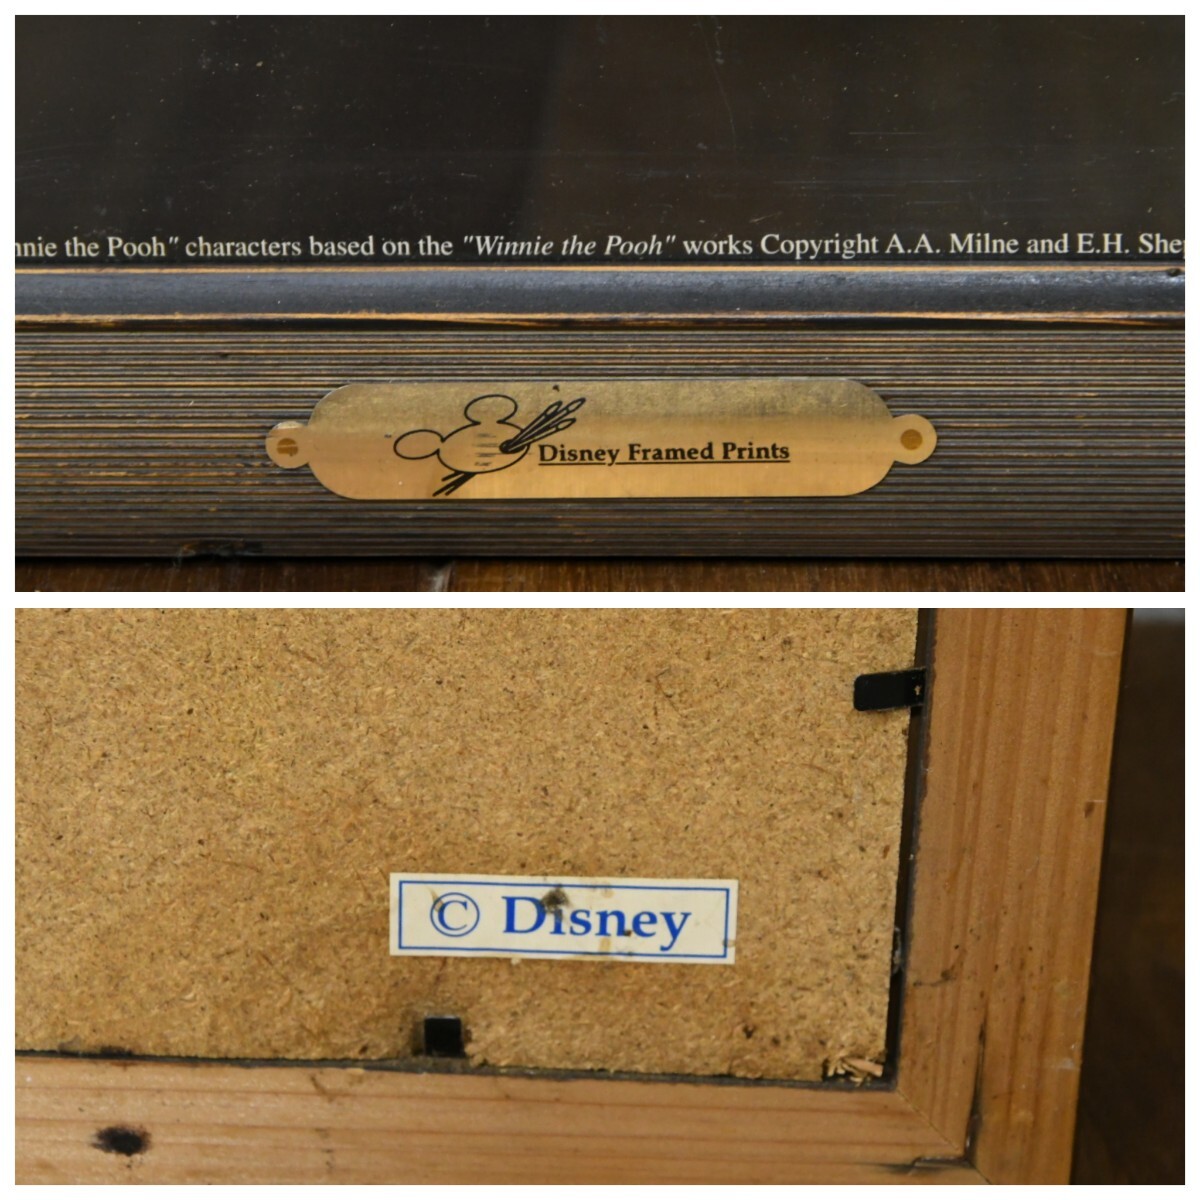 nnie the Pooh" characters based on the "Winnie the Pooh" works Copyright A.A. Milne and E.H. Shep
Disney Framed Prints
© Disney